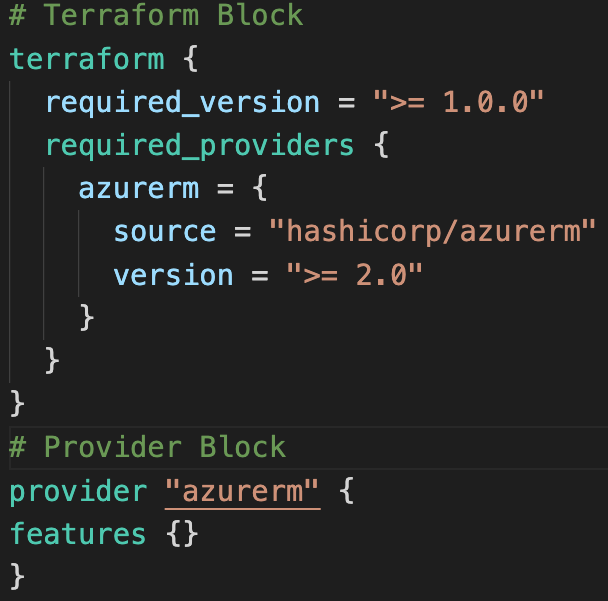 # Terraform Block
terraform {
  required_version = ">= 1.0.0"
  required_providers {
    azurerm = {
      source = "hashicorp/azurerm"
      version = ">= 2.0"
    }
  }
}
# Provider Block
provider "azurerm" {
features {}
}